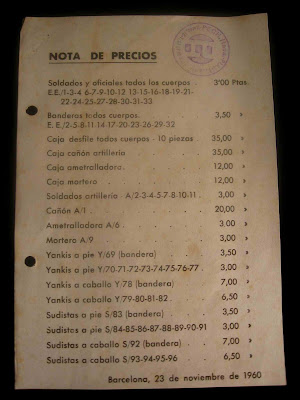 NOTA DE PRECIOS
Soldados y oficiales todos los cuerpos . 3'00 Ptas.
E.E./1-3-4 6-7-9-10-12 13-15-16-18-19-21-
22-24-25-27-28-30-31-33
Banderas todos cuerpos . 3,50 »
E. E./2-5-8-11-14-17-20-23-26-29-32
Caja desfile todos cuerpos - 10 piezas . 35,00 »
Caja cañón artillería . 35,00 »
Caja ametralladora . 12,00 »
Caja mortero . 12,00 »
Soldados artillería A/2-3-4-5-7-8-10-11 3,00 »
Cañón A/1 . 20,00 »
Ametralladora A/6 . 3,00 »
Mortero A/9 3,00 »
Yankis a pie Y/69 (bandera) 3,50 »
Yankis a pie Y/70-71-72-73-74-75-76-77 3,00 »
Yankis a caballo Y-78 (bandera) 7,00 »
Yankis a caballo Y/79-80-81-82 . 6,50 »
Sudistas a pie S/83 (bandera) 3,50 »
Sudistas a pie S/84-85-86-87-88-89-90-91 3,00 »
Sudistas a caballo S/92 (bandera) . 7,00 »
Sudistas a caballo S/93-94-95-96 . 6,50 »
Barcelona, 23 de noviembre de 1960